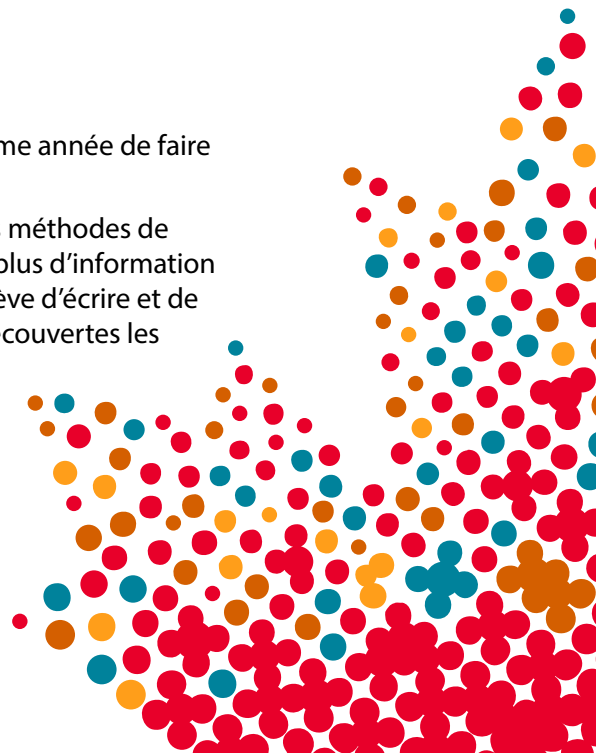 me année de faire
méthodes de
plus d'information
ève d'écrire et de
couvertes les